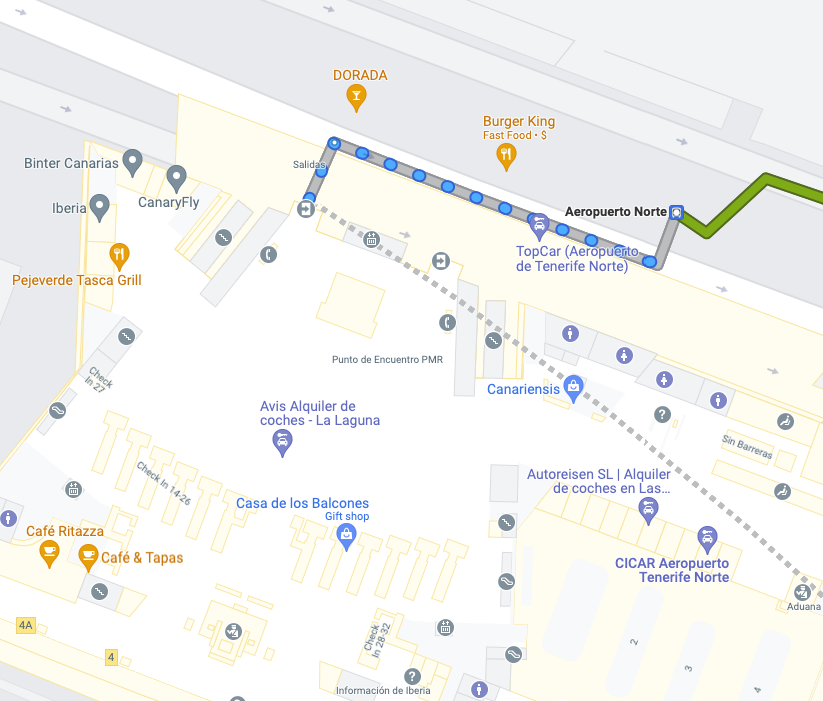 DORADA
Burger King
Fast Food • $
Binter Canarias
Salidas
CanaryFly
Iberia
Aeropuerto Norte
Pejeverde Tasca Grill
TopCar (Aeropuerto
de Tenerife Norte)
Punto de Encuentro PMR
Check
In 27
Canariensis
Avis Alquiler de
coches - La Laguna
Sin Barreras
Check In 14-26
Autoreisen SL | Alquiler
de coches en Las...
Casa de los Balcones
Gift shop
Café Ritazza
Café & Tapas
CICAR Aeropuerto
Tenerife Norte
Aduana
4A
4
Check
In 28-32
2
3
4
Información de Iberia